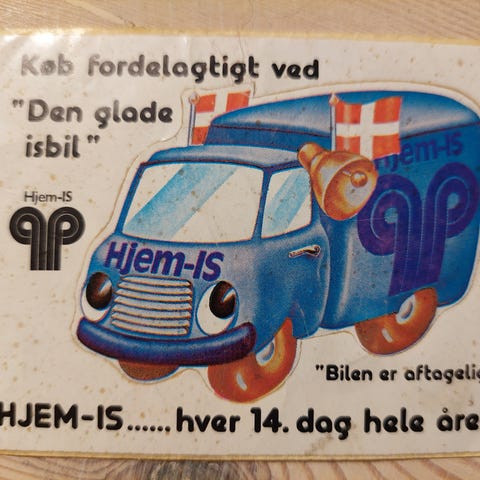 Køb fordelagtigt ved
"Den glade
isbil"
Hjem-IS
Hjem-IS
Hjem-IS
"Bilen er aftagelig
HJEM-IS......hver 14. dag hele åre